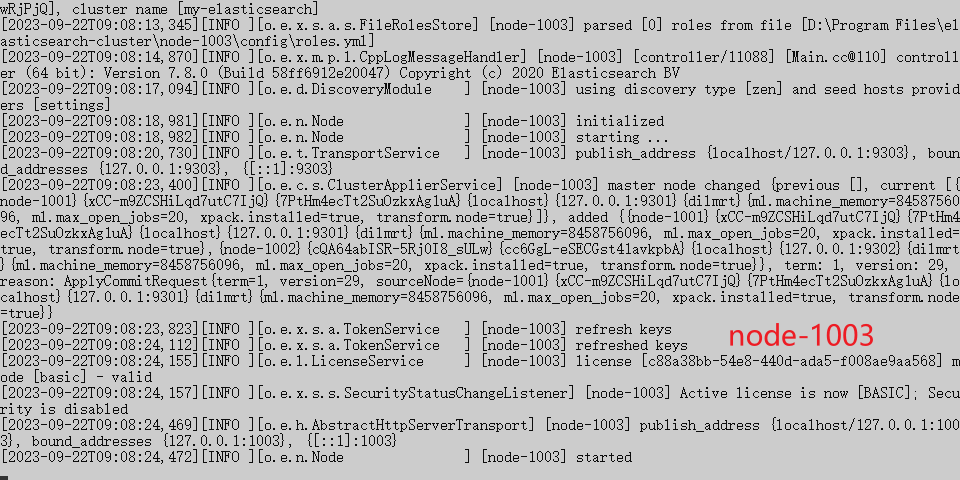 wRjPjQ], cluster name [my-elasticsearch]
[2023-09-22T09:08:13,345][INFO ][o.e.x.s.a.s.FileRolesStore] [node-1003] parsed [0] roles from file [D:\Program Files\el
asticsearch-cluster\node-1003\config\roles.yml]
[2023-09-22T09:08:14,870][INFO ][o.e.x.m.p.l.CppLogMessageHandler] [node-1003] [controller/11088] [Main.cc@110] controll
er (64 bit): Version 7.8.0 (Build 58ff6912e20047) Copyright (c) 2020 Elasticsearch BV
[2023-09-22T09:08:17,094][INFO ][o.e.d.DiscoveryModule    ] [node-1003] using discovery type [zen] and seed hosts provid
ers [settings]
[2023-09-22T09:08:18,981][INFO ][o.e.n.Node               ] [node-1003] initialized
[2023-09-22T09:08:18,982][INFO ][o.e.n.Node               ] [node-1003] starting ...
[2023-09-22T09:08:20,730][INFO ][o.e.t.TransportService   ] [node-1003] publish_address {localhost/127.0.0.1:9303}, boun
d_addresses {127.0.0.1:9303}, {[::1]:9303}
[2023-09-22T09:08:23,400][INFO ][o.e.c.s.ClusterApplierService] [node-1003] master node changed {previous [], current [{
node-1001}{xCC-m9ZCSHiLqd7utC7IjQ}{7PtHm4ecTt2SuOzkxAgluA}{localhost}{127.0.0.1:9301}{dilmrt}{ml.machine_memory=84587560
96, ml.max_open_jobs=20, xpack.installed=true, transform.node=true}]}, added {{node-1001}{xCC-m9ZCSHiLqd7utC7IjQ}{7PtHm4
ecTt2SuOzkxAgluA}{localhost}{127.0.0.1:9301}{dilmrt}{ml.machine_memory=8458756096, ml.max_open_jobs=20, xpack.installed=
true, transform.node=true},{node-1002}{cQA64abISR-5Rj0I8_sULw}{cc6GgL-eSECGst4lavkpbA}{localhost}{127.0.0.1:9302}{dilmrt
}{ml.machine_memory=8458756096, ml.max_open_jobs=20, xpack.installed=true, transform.node=true}}, term: 1, version: 29,
reason: ApplyCommitRequest{term=1, version=29, sourceNode={node-1001}{xCC-m9ZCSHiLqd7utC7IjQ}{7PtHm4ecTt2SuOzkxAgluA}{lo
calhost}{127.0.0.1:9301}{dilmrt}{ml.machine_memory=8458756096, ml.max_open_jobs=20, xpack.installed=true, transform.node
=true}}
[2023-09-22T09:08:23,823][INFO ][o.e.x.s.a.TokenService   ] [node-1003] refresh keys
[2023-09-22T09:08:24,112][INFO ][o.e.x.s.a.TokenService   ] [node-1003] refreshed keys
node-1003
[2023-09-22T09:08:24,155][INFO ][o.e.l.LicenseService     ] [node-1003] license [c88a38bb-54e8-440d-ada5-f008ae9aa568] m
ode [basic] - valid
[2023-09-22T09:08:24,157][INFO ][o.e.x.s.s.SecurityStatusChangeListener] [node-1003] Active license is now [BASIC]; Secu
rity is disabled
[2023-09-22T09:08:24,469][INFO ][o.e.h.AbstractHttpServerTransport] [node-1003] publish_address {localhost/127.0.0.1:100
3}, bound_addresses {127.0.0.1:1003}, {[::1]:1003}
[2023-09-22T09:08:24,472][INFO ][o.e.n.Node               ] [node-1003] started